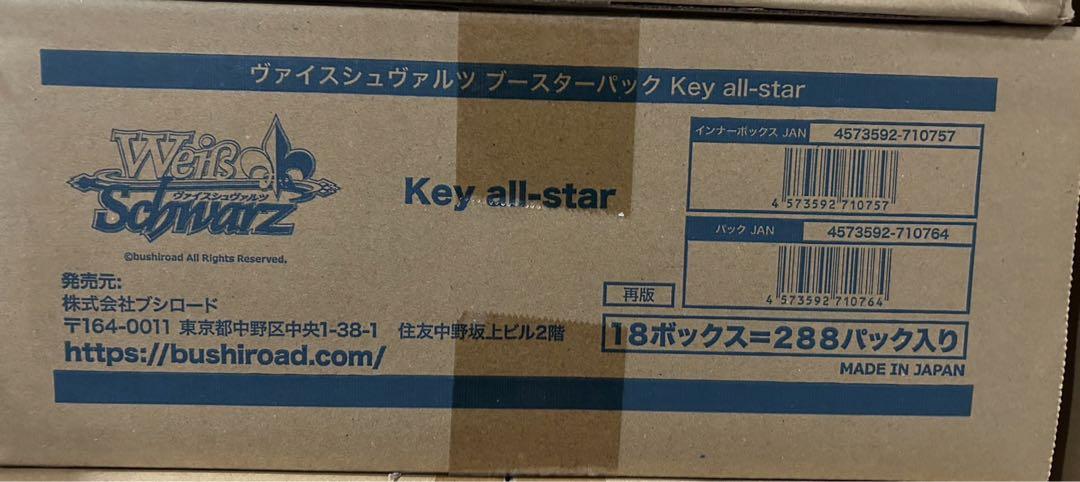 ヴァイスシュヴァルツ ブースターパック Key all-star
Weiß
ヴァイスシュヴァルツ
Schwarz
©bushiroad All Rights Reserved.
Key all-star
インナーボックス JAN 4573592-710757
4 573592 710757
パック JAN 4573592-710764
4 573592 710764
発売元:
株式会社ブシロード
〒164-0011 東京都中野区中央1-38-1 住友中野坂上ビル2階
https://bushiroad.com/
再版
18ボックス=288パック入り
MADE IN JAPAN